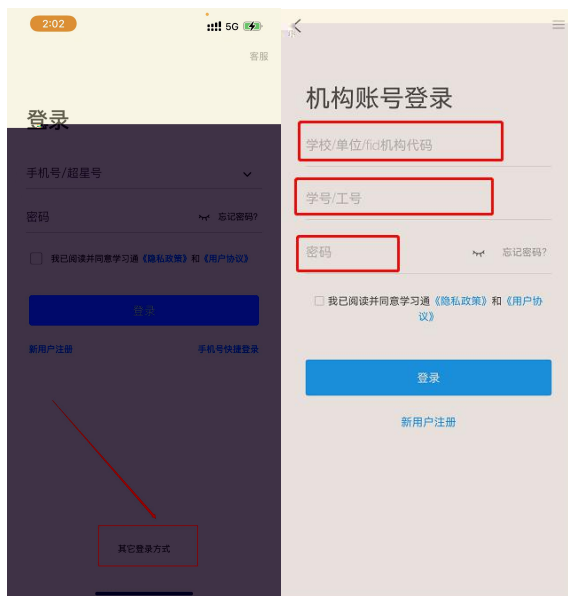 2:02
5G
客服
登录
手机号/超星号
密码
忘记密码?
我已阅读并同意学习通《隐私政策》和《用户协议》
登录
新用户注册
手机号快捷登录
其它登录方式
机构账号登录
学校/单位/fid机构代码
学号/工号
密码
忘记密码?
我已阅读并同意学习通《隐私政策》和《用户协
议》
登录
新用户注册